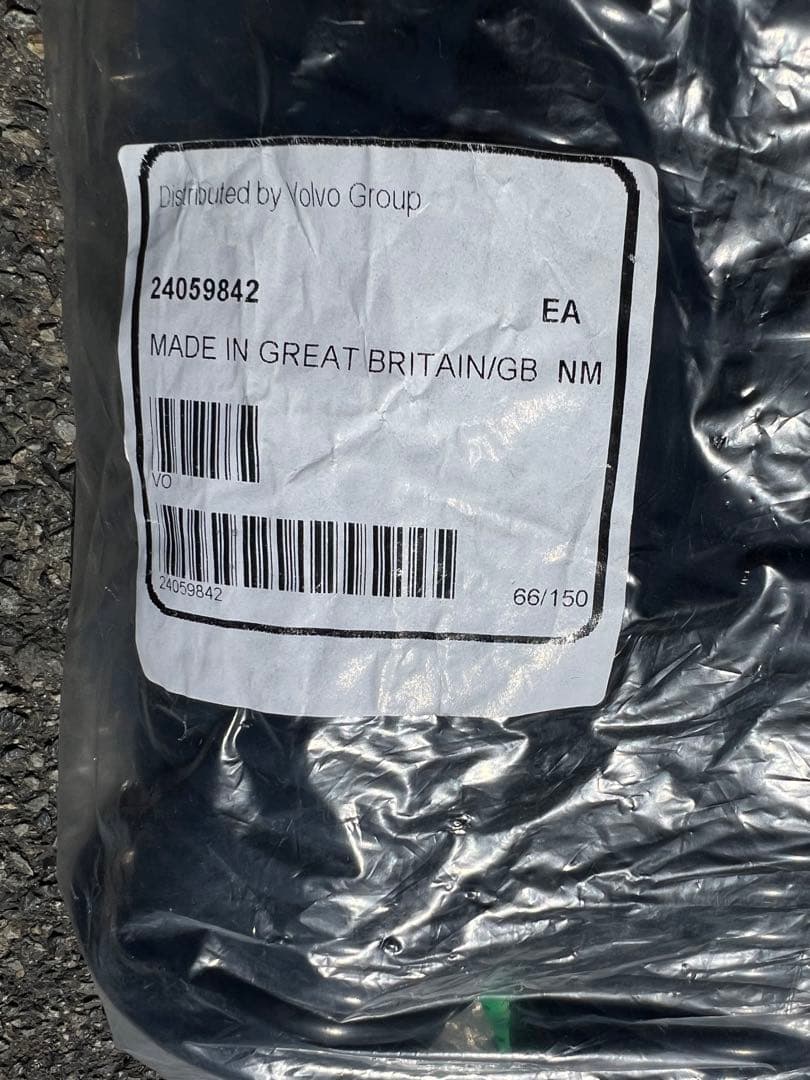 Distributed by Volvo Group
24059842
EA
MADE IN GREAT BRITAIN/GB NM
VO
24059842
66/150